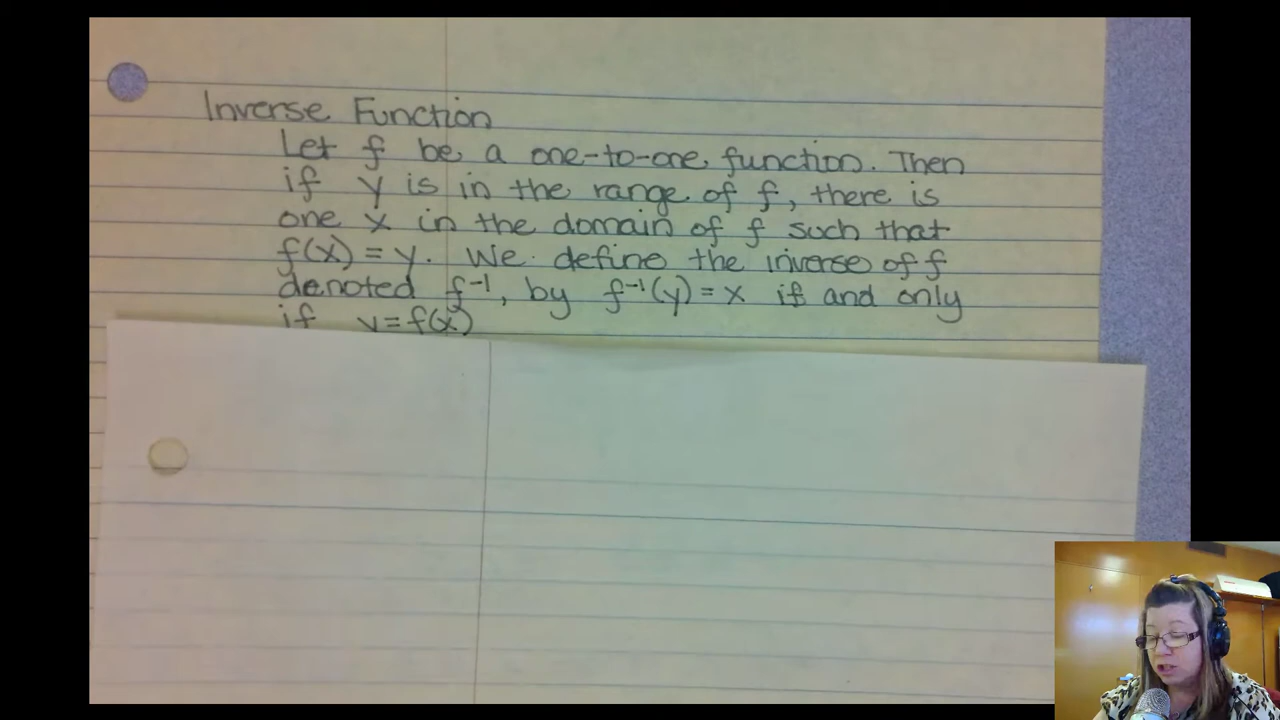 Inverse Function
Let f be a one-to-one function. Then
if y is in the range of f, there is
one x in the domain of f such that
f(x) = y. We define the inverse of f
denoted f⁻¹, by f⁻¹(y) = x if and only
if y=f(x)